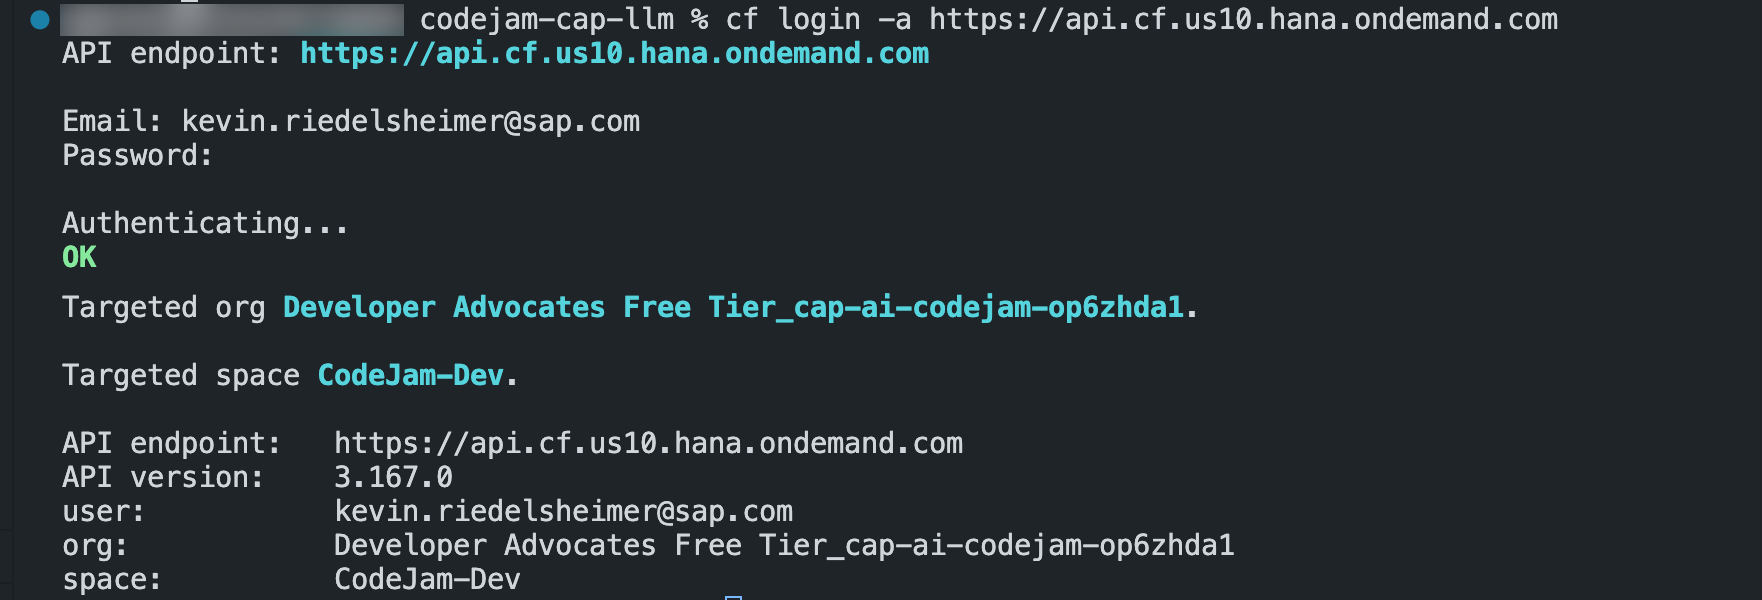 codejam-cap-llm % cf login -a https://api.cf.us10.hana.ondemand.com
API endpoint: https://api.cf.us10.hana.ondemand.com
Email: kevin.riedelsheimer@sap.com
Password:
Authenticating...
OK
Targeted org Developer Advocates Free Tier_cap-ai-codejam-op6zhda1.
Targeted space CodeJam-Dev.
API endpoint: https://api.cf.us10.hana.ondemand.com
API version: 3.167.0
user: kevin.riedelsheimer@sap.com
org: Developer Advocates Free Tier_cap-ai-codejam-op6zhda1
space: CodeJam-Dev